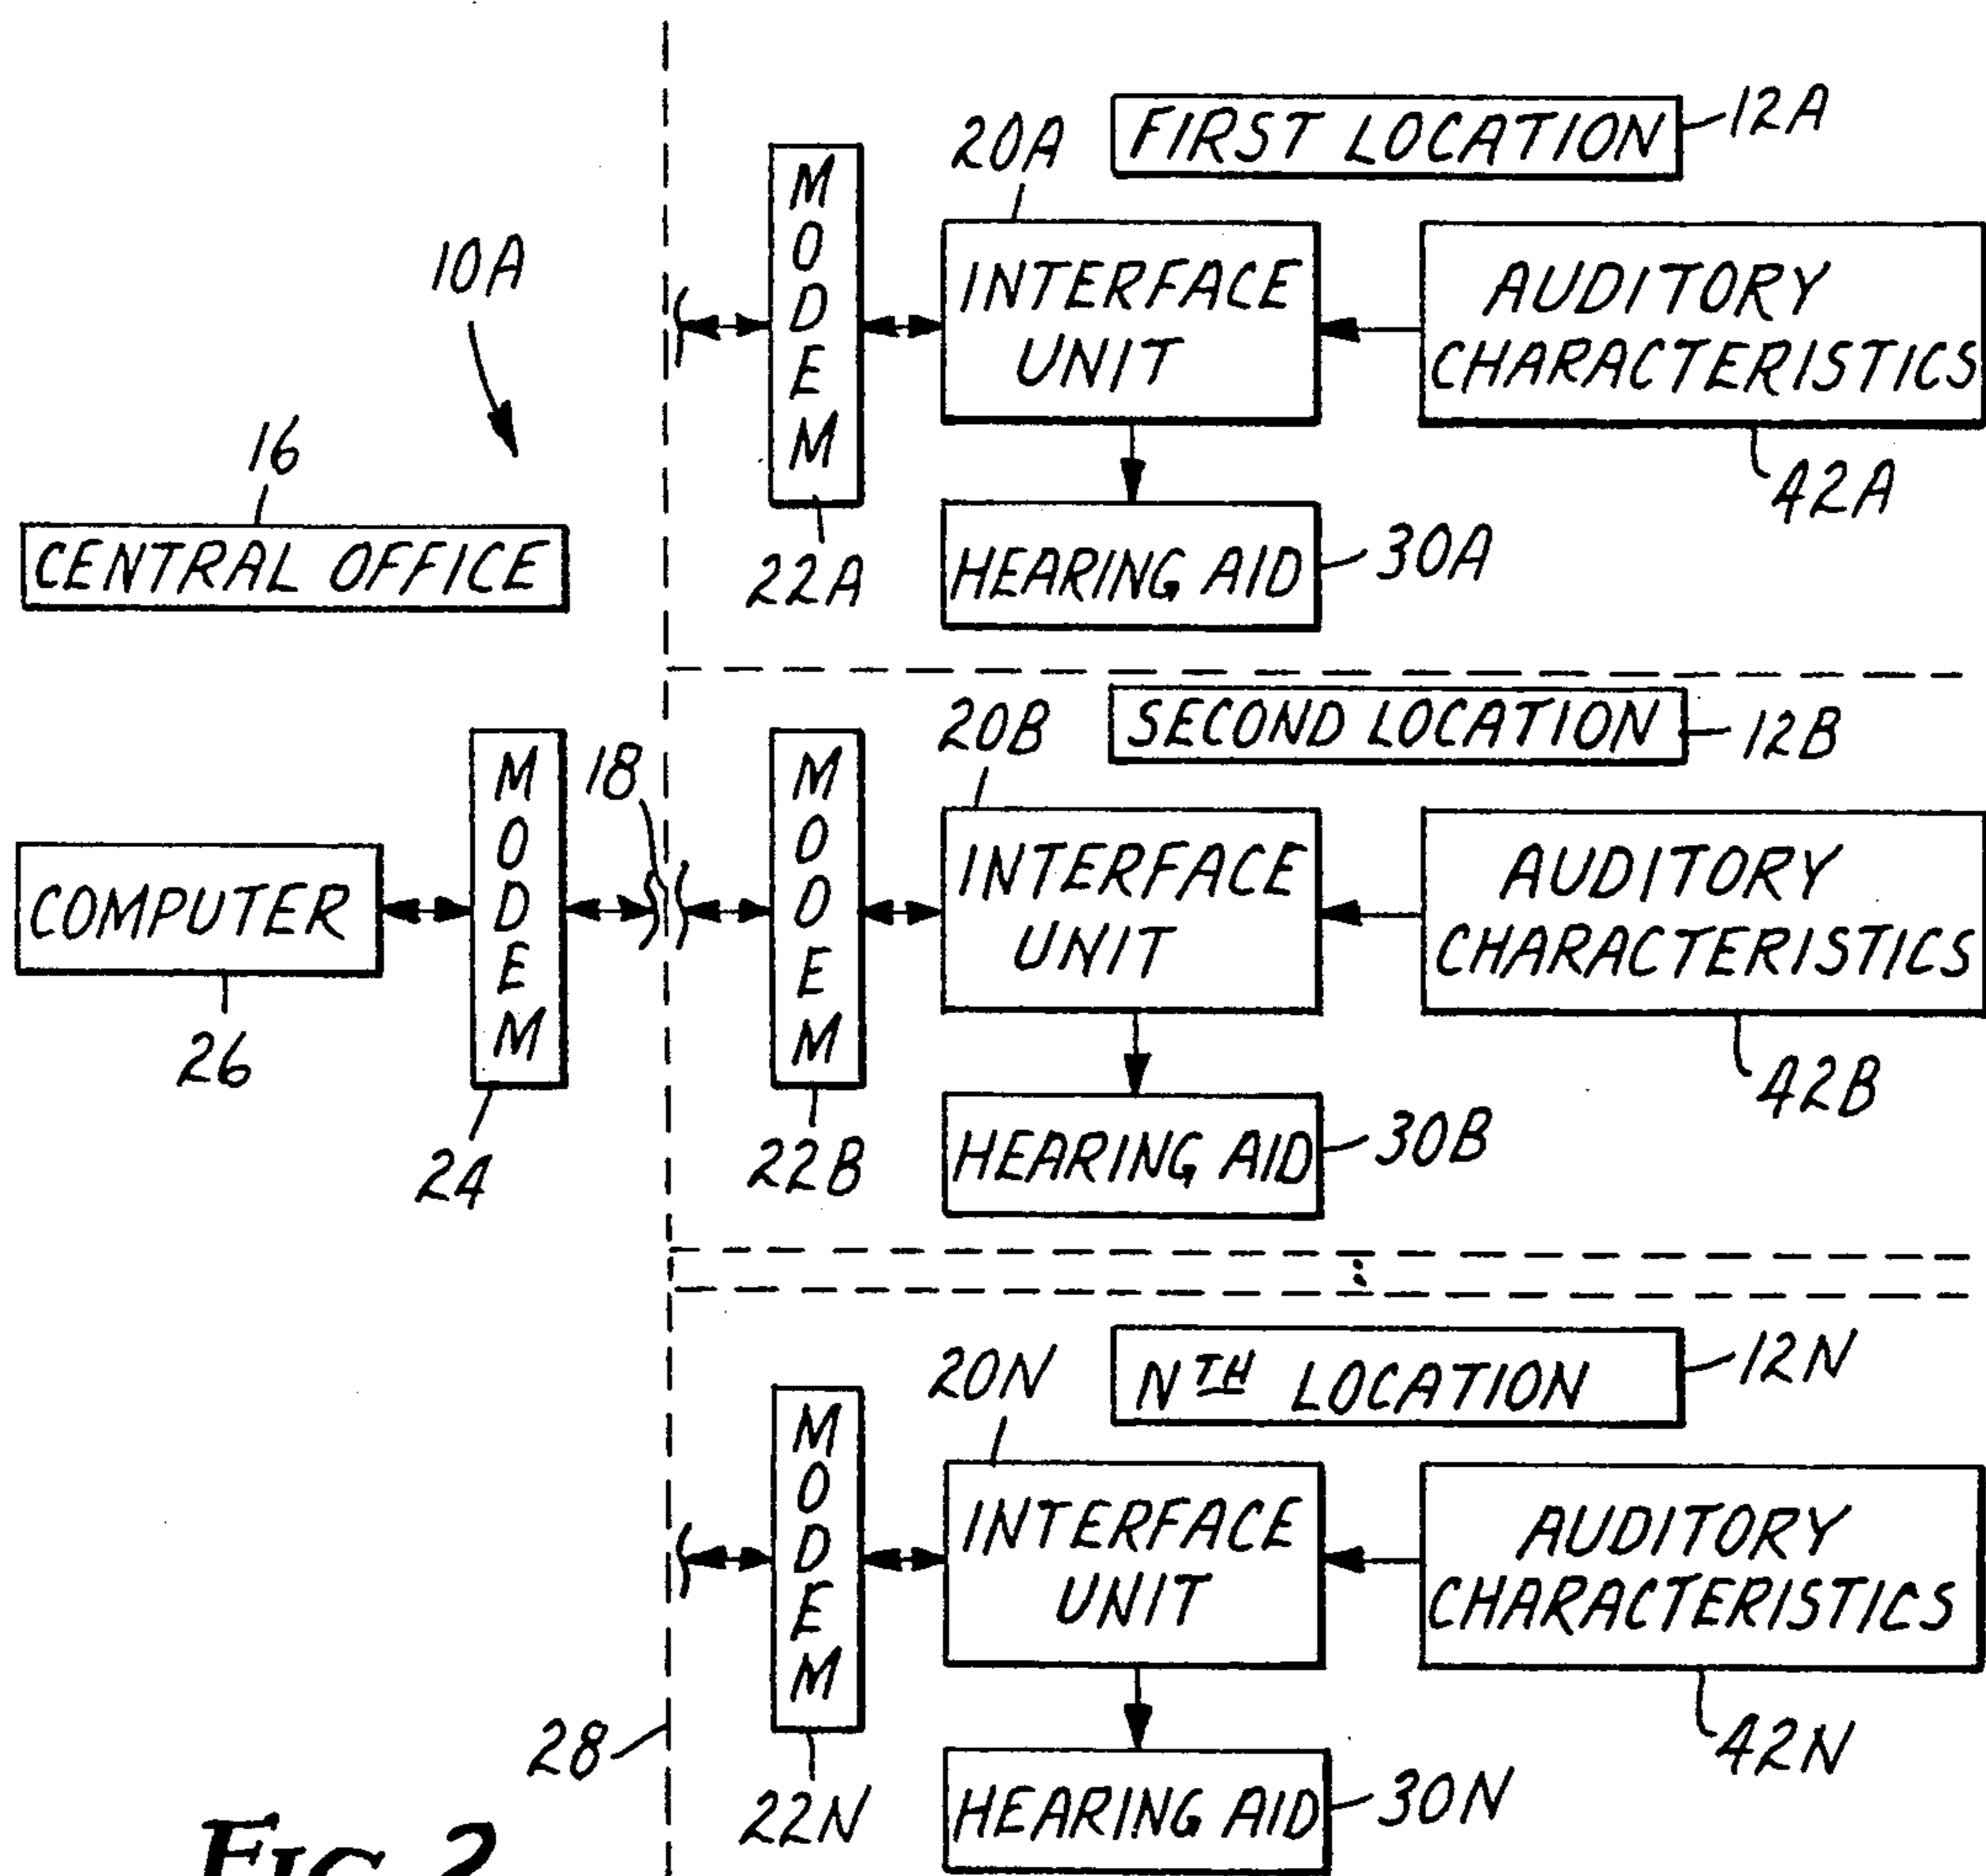 10A
16
CENTRAL OFFICE
COMPUTER
26
MODEM
24
18
28
FIRST LOCATION
12A
20A
MODEM
22A
INTERFACE
UNIT
AUDITORY
CHARACTERISTICS
42A
HEARING AID
30A
SECOND LOCATION
12B
20B
MODEM
22B
INTERFACE
UNIT
AUDITORY
CHARACTERISTICS
42B
HEARING AID
30B
NTH LOCATION
12N
20N
MODEM
22N
INTERFACE
UNIT
AUDITORY
CHARACTERISTICS
42N
HEARING AID
30N
FIG. 2